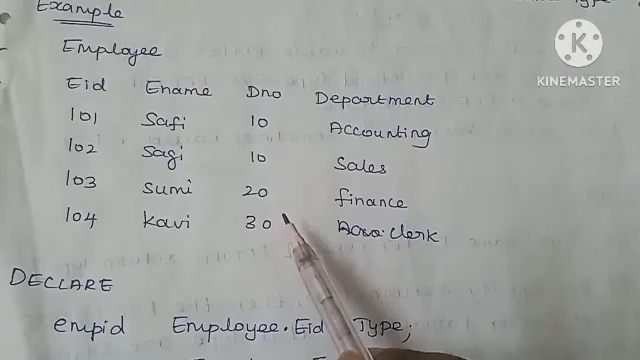 Example
KINEMASTER
Employee
Eid Ename Dno Department
101 Safi 10 Accounting
102 Sagi 10 Sales
103 Sumi 20 finance
104 Kavi 30 Clerk
DECLARE
empid Employee.Eid Type;